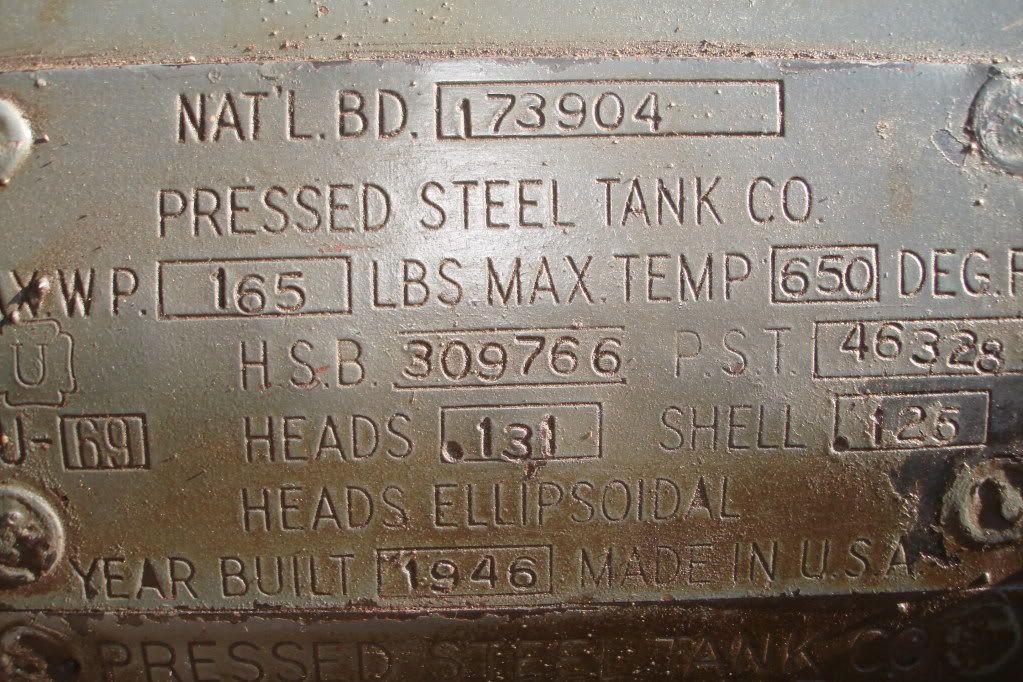 NAT'L. BD. 173904
PRESSED STEEL TANK CO.
X.W.P. 165 LBS. MAX. TEMP 650 DEG. F
U H.S.B. 309766 P.S.T. 46328
U-69 HEADS .131 SHELL .125
HEADS ELLIPSOIDAL
YEAR BUILT 1946 MADE IN U.S.A.
PRESSED STEEL TANK CO